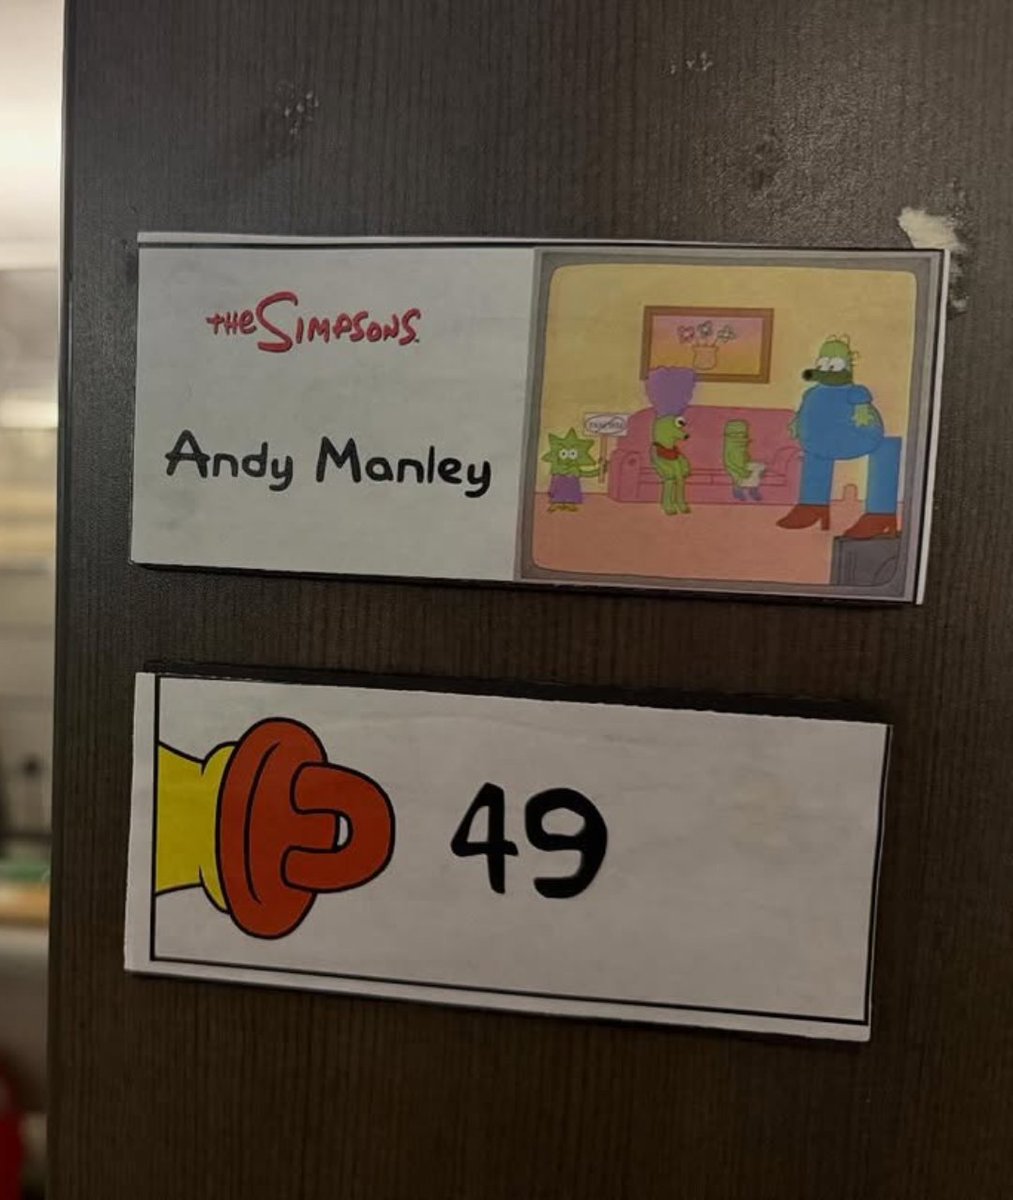 THE SIMPSONS
Andy Manley
49